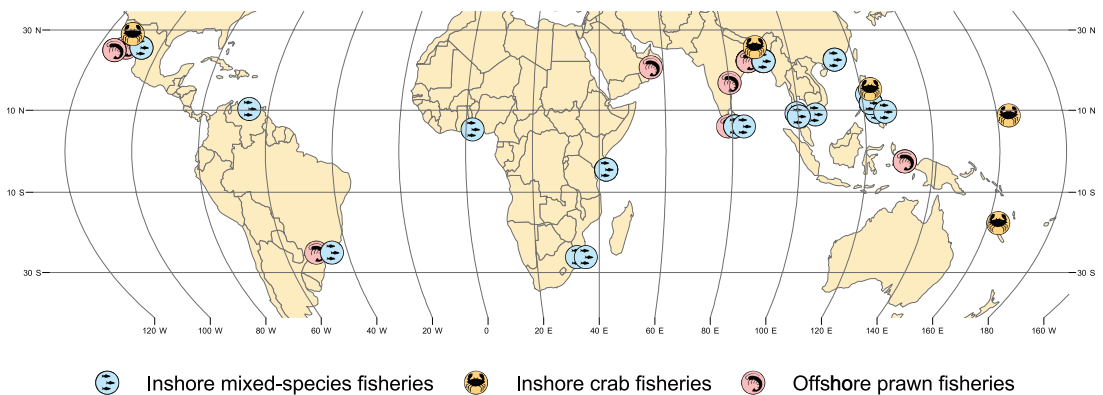 30 N 30 N
10 N 10 N
10 S 10 S
30 S 30 S
120 W 100 W 80 W 60 W 40 W 20 W 0 20 E 40 E 60 E 80 E 100 E 120 E 140 E 160 E 180 160 W
Inshore mixed-species fisheries Inshore crab fisheries Offshore prawn fisheries